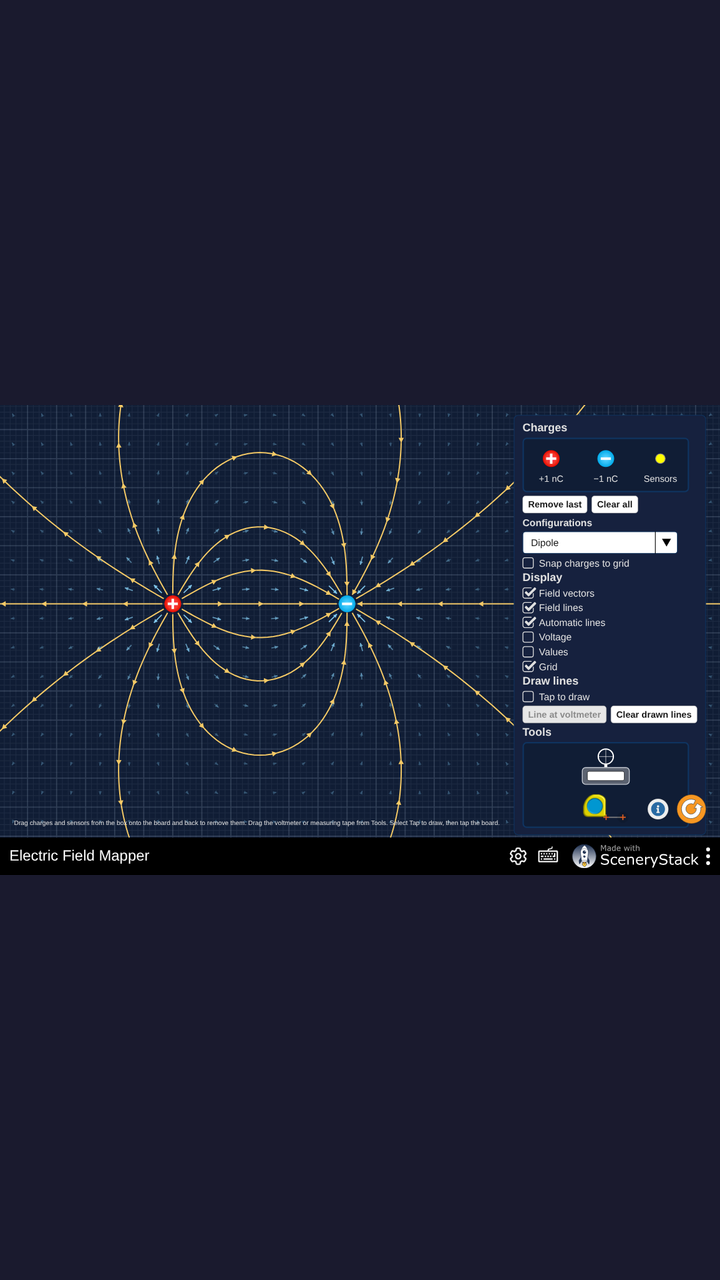 Charges
+1 nC
−1 nC
Sensors
Remove last
Clear all
Configurations
Dipole
Snap charges to grid
Display
Field vectors
Field lines
Automatic lines
Voltage
Values
Grid
Draw lines
Tap to draw
Line at voltmeter
Clear drawn lines
Tools
Drag charges and sensors from the box onto the board and back to remove them. Drag the voltmeter or measuring tape from Tools. Select Tap to draw, then tap the board.
Electric Field Mapper
Made with
SceneryStack